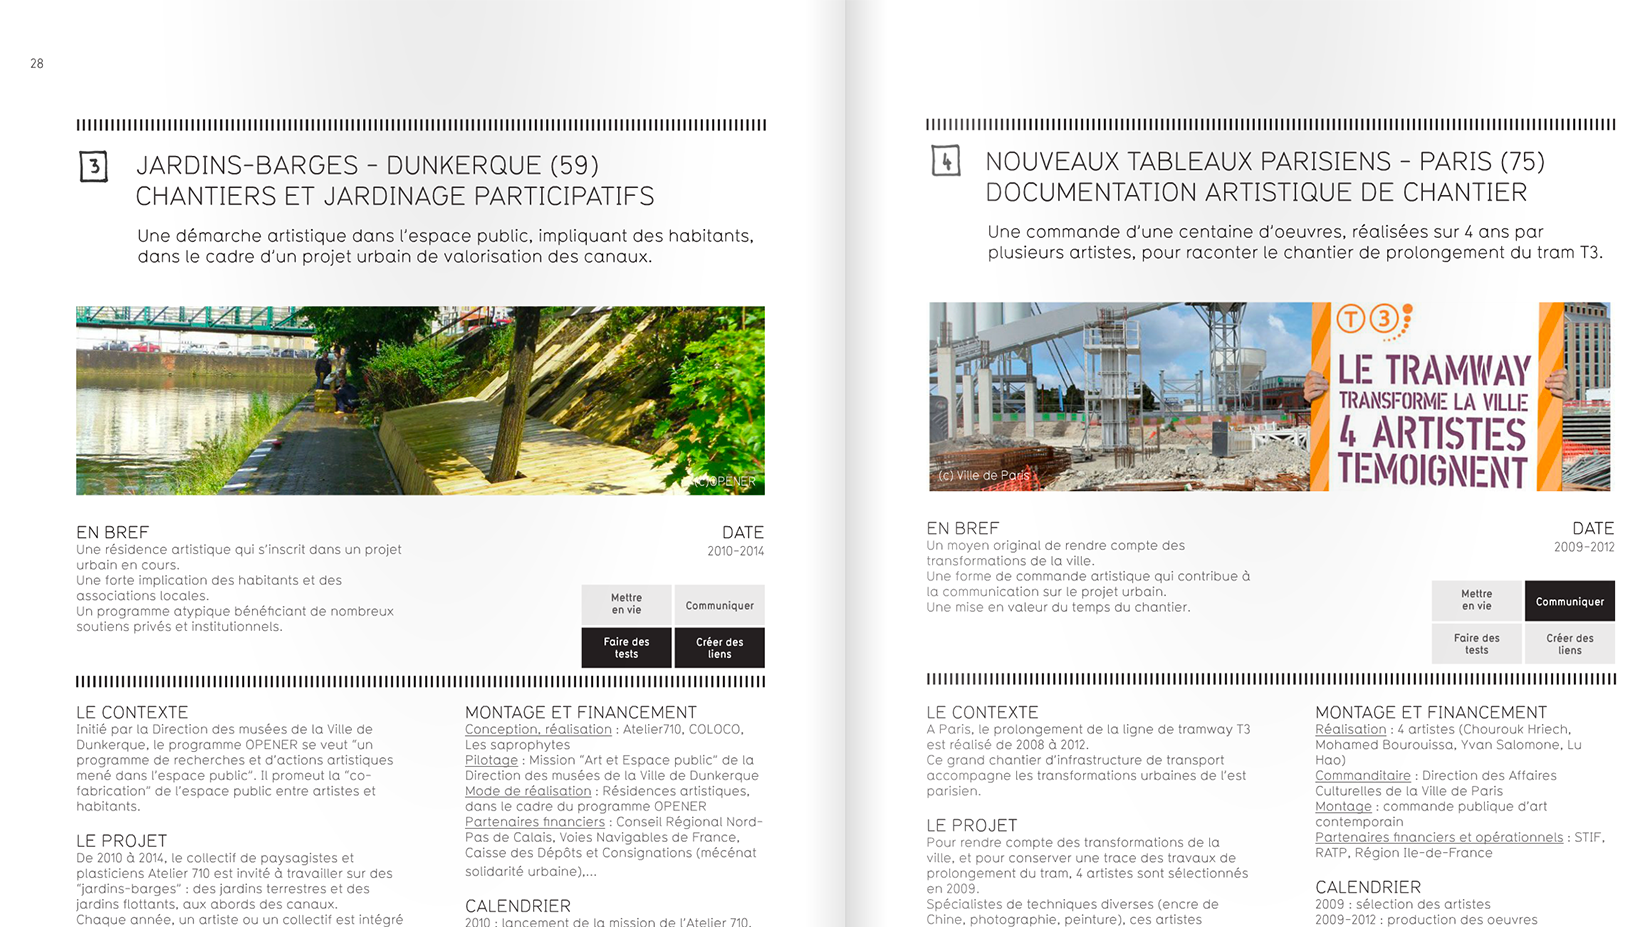 28
3
JARDINS-BARGES - DUNKERQUE (59)
CHANTIERS ET JARDINAGE PARTICIPATIFS
Une démarche artistique dans l'espace public, impliquant des habitants,
dans le cadre d'un projet urbain de valorisation des canaux.
(c)OPENER
EN BREF
Une résidence artistique qui s'inscrit dans un projet
urbain en cours.
Une forte implication des habitants et des
associations locales.
Un programme atypique bénéficiant de nombreux
soutiens privés et institutionnels.
DATE
2010-2014
Mettre
en vie
Communiquer
Faire des
tests
Créer des
liens
LE CONTEXTE
Initié par la Direction des musées de la Ville de
Dunkerque, le programme OPENER se veut "un
programme de recherches et d'actions artistiques
mené dans l'espace public". Il promeut la "co-
fabrication" de l'espace public entre artistes et
habitants.
LE PROJET
De 2010 à 2014, le collectif de paysagistes et
plasticiens Atelier 710 est invité à travailler sur des
"jardins-barges" : des jardins terrestres et des
jardins flottants, aux abords des canaux.
Chaque année, un artiste ou un collectif est intégré
MONTAGE ET FINANCEMENT
Conception, réalisation : Atelier710, COLOCO,
Les saprophytes
Pilotage : Mission "Art et Espace public" de la
Direction des musées de la Ville de Dunkerque
Mode de réalisation : Résidences artistiques,
dans le cadre du programme OPENER
Partenaires financiers : Conseil Régional Nord-
Pas de Calais, Voies Navigables de France,
Caisse des Dépôts et Consignations (mécénat
solidarité urbaine),...
CALENDRIER
2010 : lancement de la mission de l'Atelier 710,
4
NOUVEAUX TABLEAUX PARISIENS - PARIS (75)
DOCUMENTATION ARTISTIQUE DE CHANTIER
Une commande d'une centaine d'oeuvres, réalisées sur 4 ans par
plusieurs artistes, pour raconter le chantier de prolongement du tram T3.
T 3
LE TRAMWAY
TRANSFORME LA VILLE
4 ARTISTES
TEMOIGNENT
(c) Ville de Paris
EN BREF
Un moyen original de rendre compte des
transformations de la ville.
Une forme de commande artistique qui contribue à
la communication sur le projet urbain.
Une mise en valeur du temps du chantier.
DATE
2009-2012
Mettre
en vie
Communiquer
Faire des
tests
Créer des
liens
LE CONTEXTE
A Paris, le prolongement de la ligne de tramway T3
est réalisé de 2008 à 2012.
Ce grand chantier d'infrastructure de transport
accompagne les transformations urbaines de l'est
parisien.
LE PROJET
Pour rendre compte des transformations de la
ville, et pour conserver une trace des travaux de
prolongement du tram, 4 artistes sont sélectionnés
en 2009.
Spécialistes de techniques diverses (encre de
Chine, photographie, peinture), ces artistes
MONTAGE ET FINANCEMENT
Réalisation : 4 artistes (Chourouk Hriech,
Mohamed Bourouissa, Yvan Salomone, Lu
Hao)
Commanditaire : Direction des Affaires
Culturelles de la Ville de Paris
Montage : commande publique d'art
contemporain
Partenaires financiers et opérationnels : STIF,
RATP, Région Ile-de-France
CALENDRIER
2009 : sélection des artistes
2009-2012 : production des oeuvres